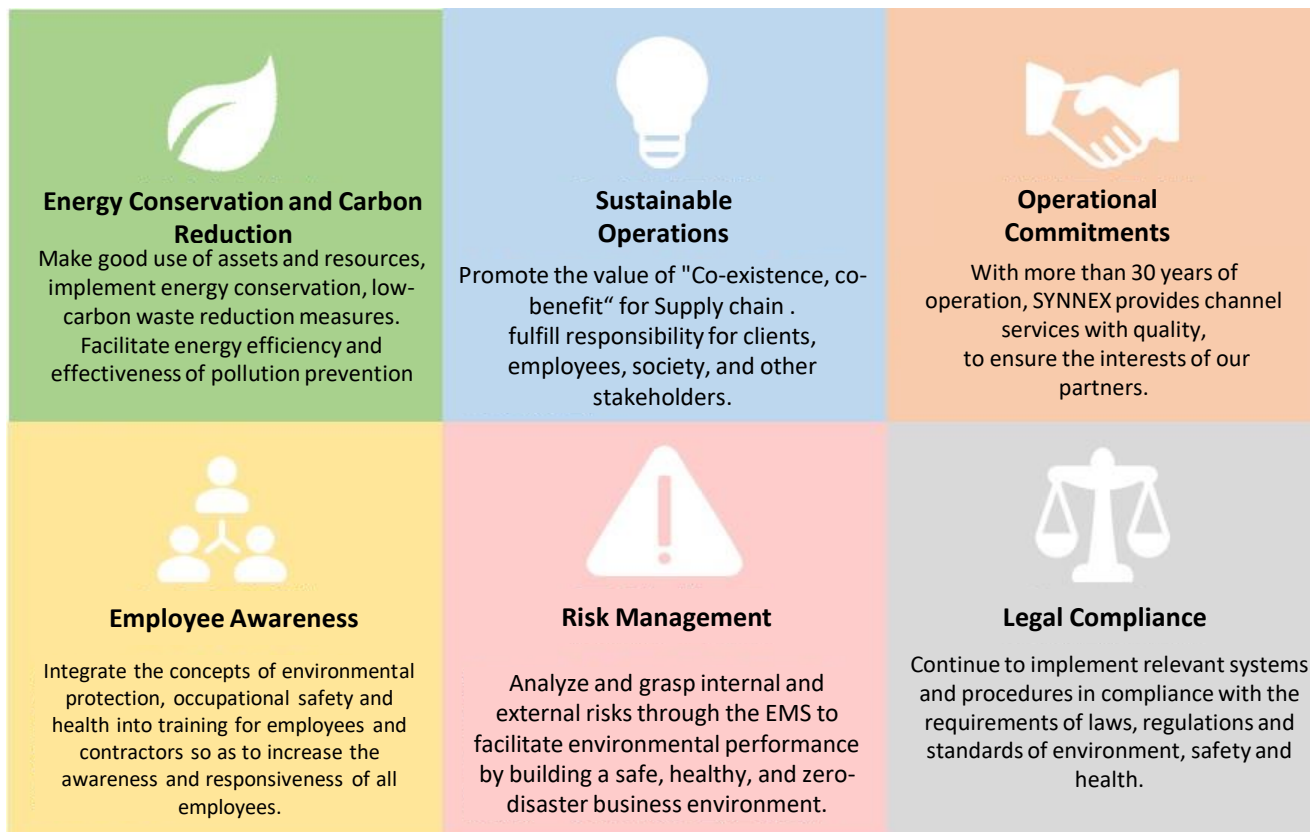 Energy Conservation and Carbon
Reduction
Make good use of assets and resources,
implement energy conservation, low-
carbon waste reduction measures.
Facilitate energy efficiency and
effectiveness of pollution prevention
Sustainable
Operations
Promote the value of "Co-existence, co-
benefit“ for Supply chain .
fulfill responsibility for clients,
employees, society, and other
stakeholders.
Operational
Commitments
With more than 30 years of
operation, SYNNEX provides channel
services with quality,
to ensure the interests of our
partners.
Employee Awareness
Integrate the concepts of environmental
protection, occupational safety and
health into training for employees and
contractors so as to increase the
awareness and responsiveness of all
employees.
Risk Management
Analyze and grasp internal and
external risks through the EMS to
facilitate environmental performance
by building a safe, healthy, and zero-
disaster business environment.
Legal Compliance
Continue to implement relevant systems
and procedures in compliance with the
requirements of laws, regulations and
standards of environment, safety and
health.